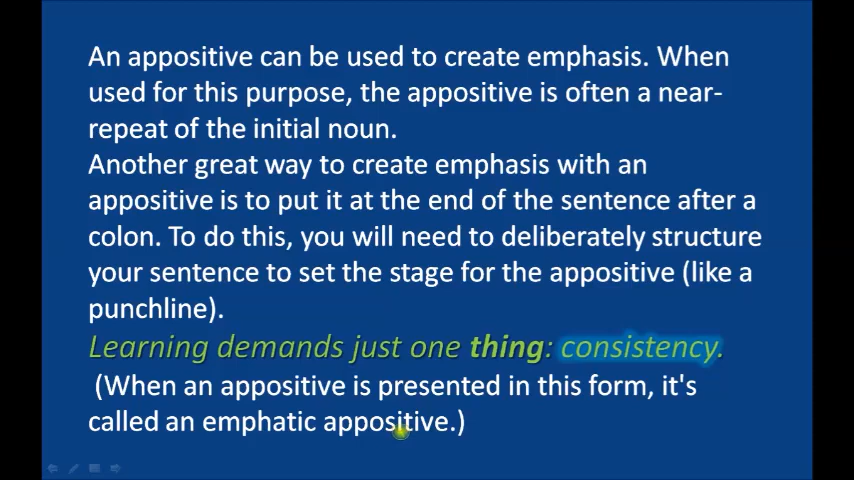 An appositive can be used to create emphasis. When
used for this purpose, the appositive is often a near-
repeat of the initial noun.
Another great way to create emphasis with an
appositive is to put it at the end of the sentence after a
colon. To do this, you will need to deliberately structure
your sentence to set the stage for the appositive (like a
punchline).
Learning demands just one thing: consistency.
(When an appositive is presented in this form, it's
called an emphatic appositive.)